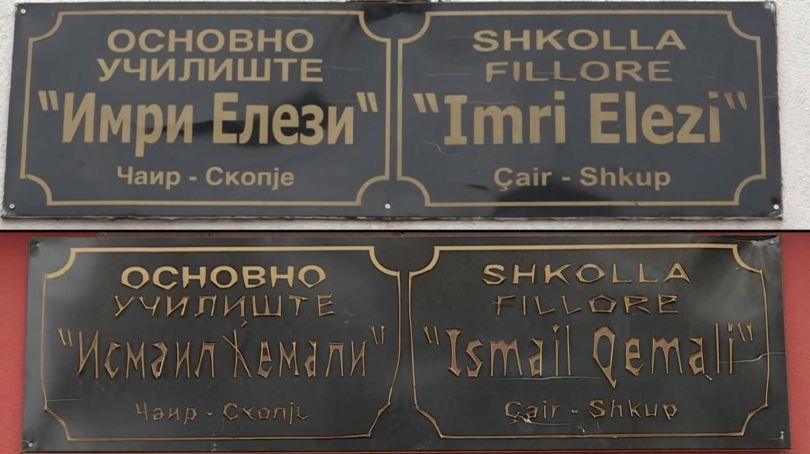 ОСНОВНО
УЧИЛИШТЕ
"Имри Елези"
Чаир - Скопје
SHKOLLA
FILLORE
"Imri Elezi"
Çair - Shkup
ОСНОВНО
УЧИЛИШТЕ
"Исмаил Ќемали"
Чаир - Скопје
SHKOLLA
FILLORE
"Ismail Qemali"
Çair - Shkup